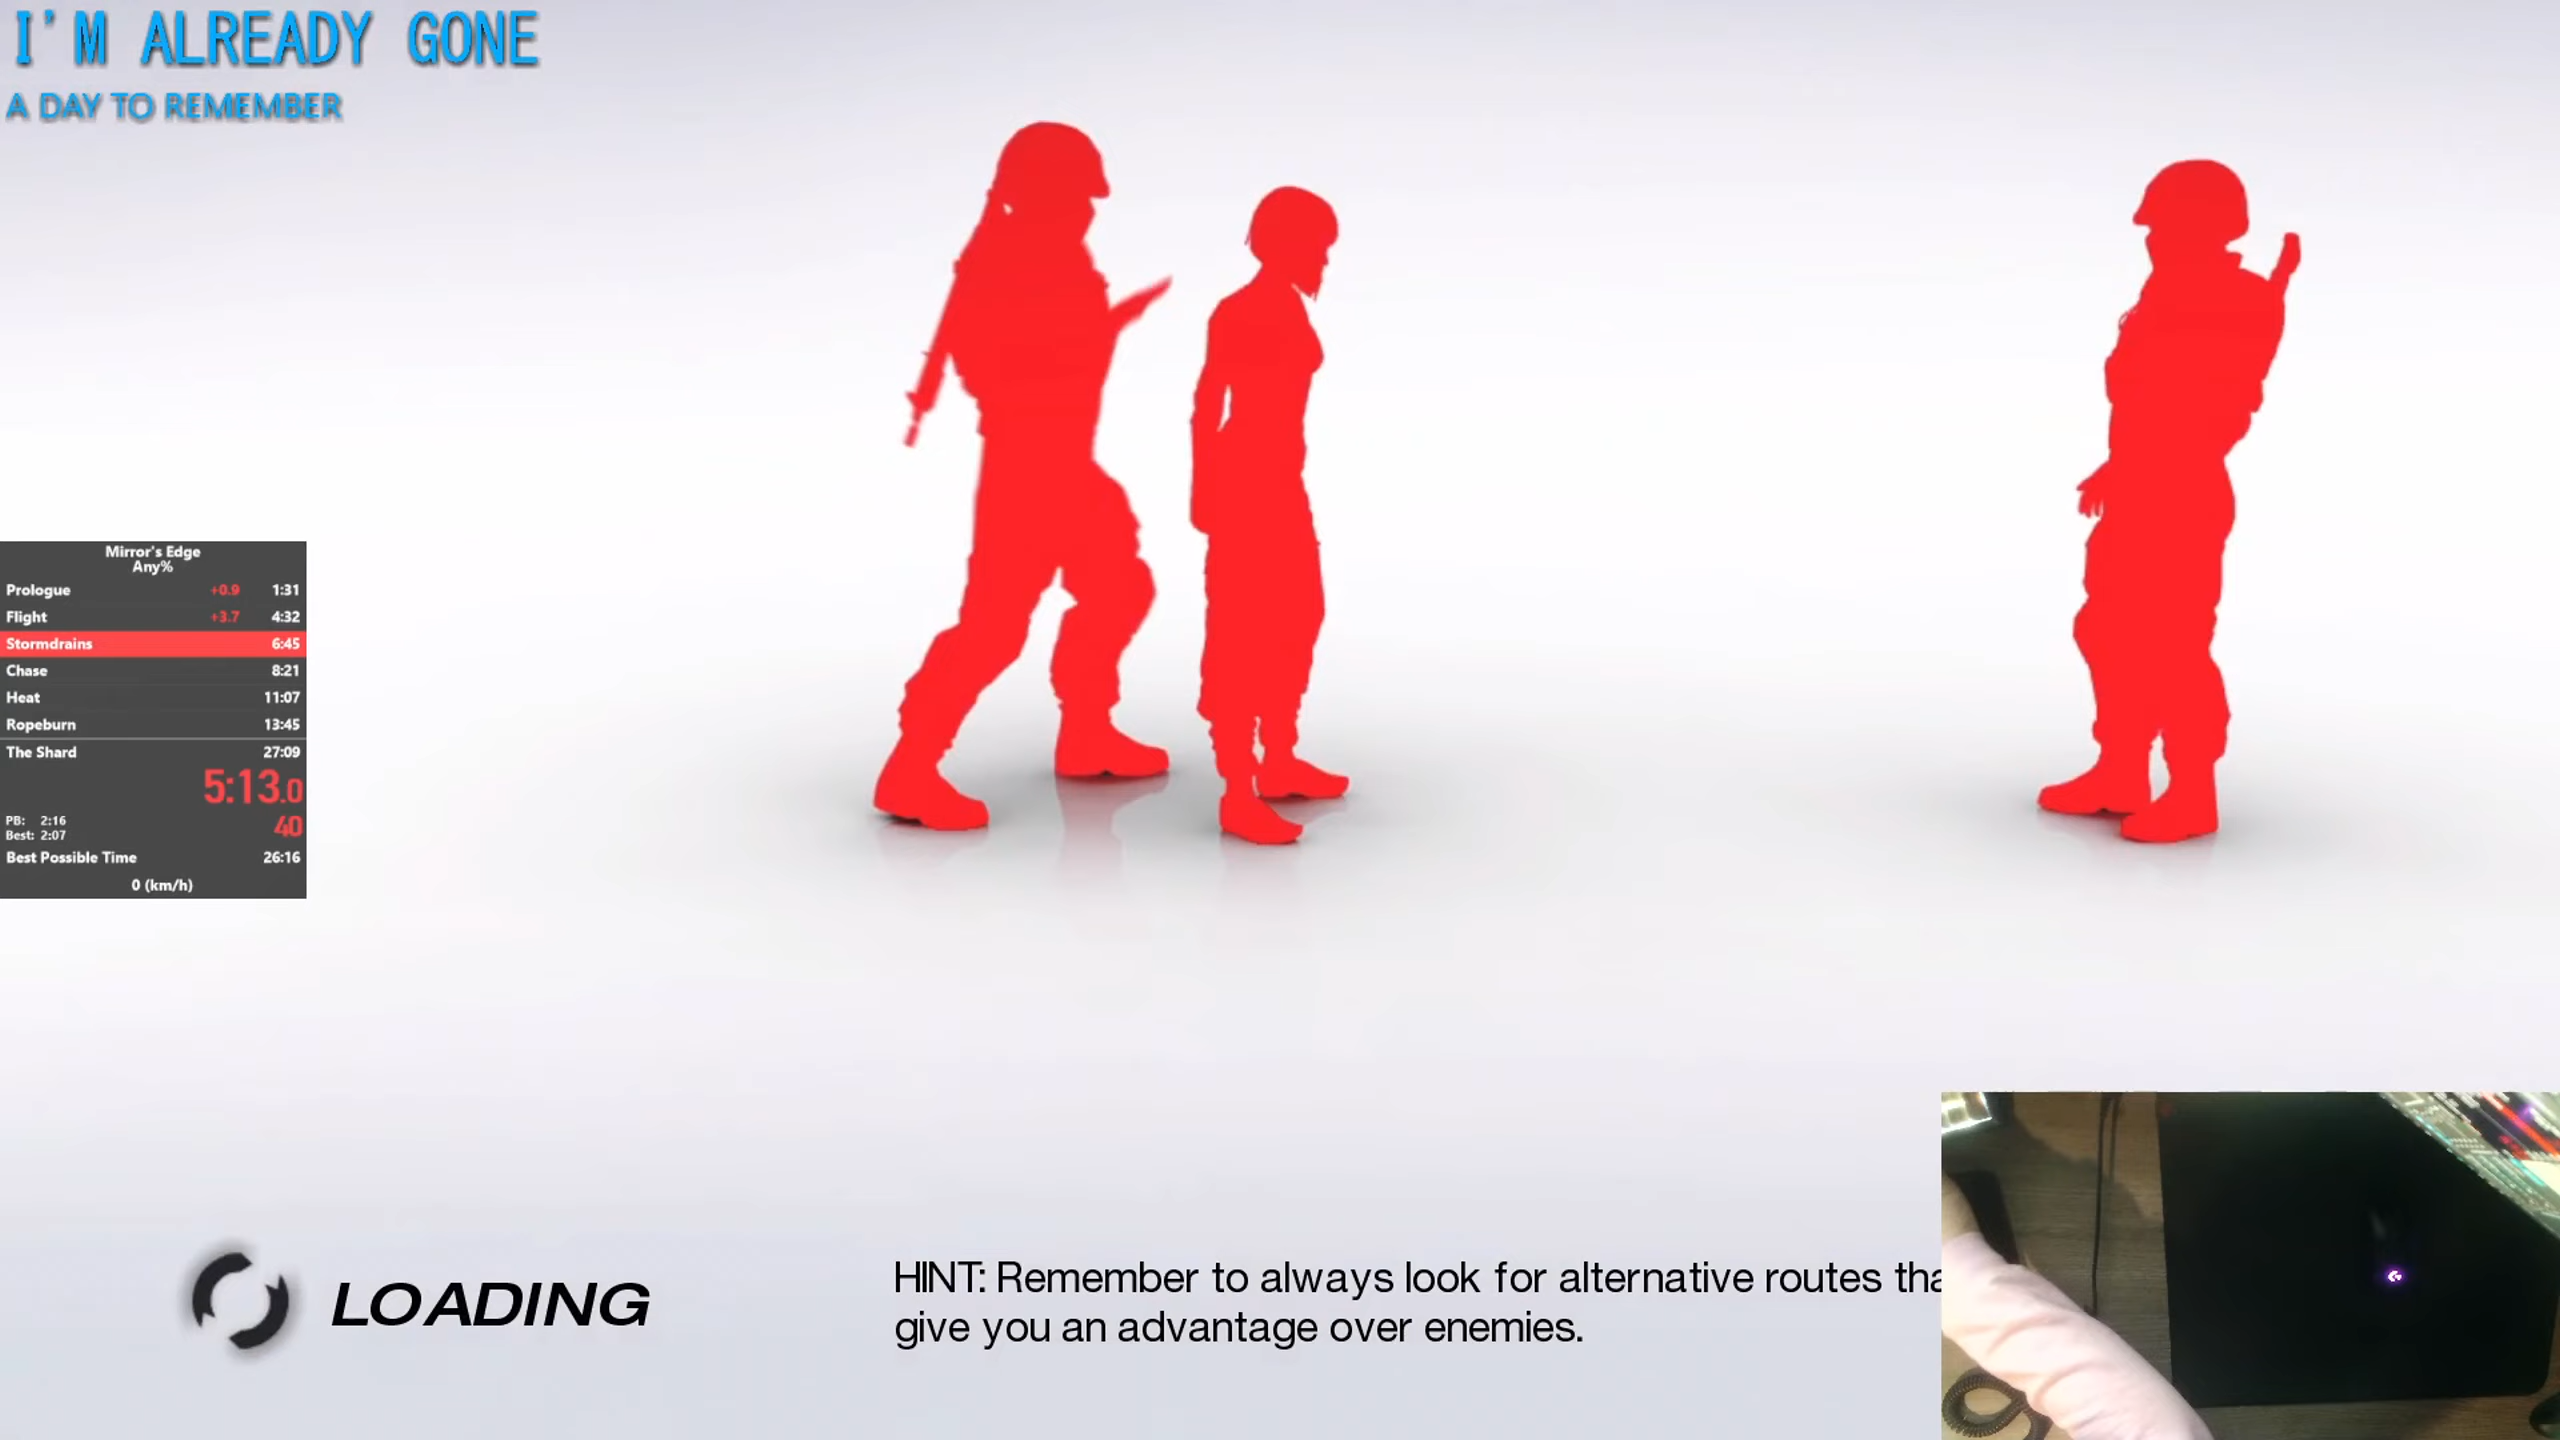 I'M ALREADY GONE
A DAY TO REMEMBER
Mirror's Edge
Any%
Prologue +0.9 1:31
Flight +3.7 4:32
Stormdrains 6:45
Chase 8:21
Heat 11:07
Ropeburn 13:45
The Shard 27:09
5:13.0
PB: 2:16 40
Best: 2:07
Best Possible Time 26:16
0 (km/h)
LOADING
HINT: Remember to always look for alternative routes
give you an advantage over enemies.